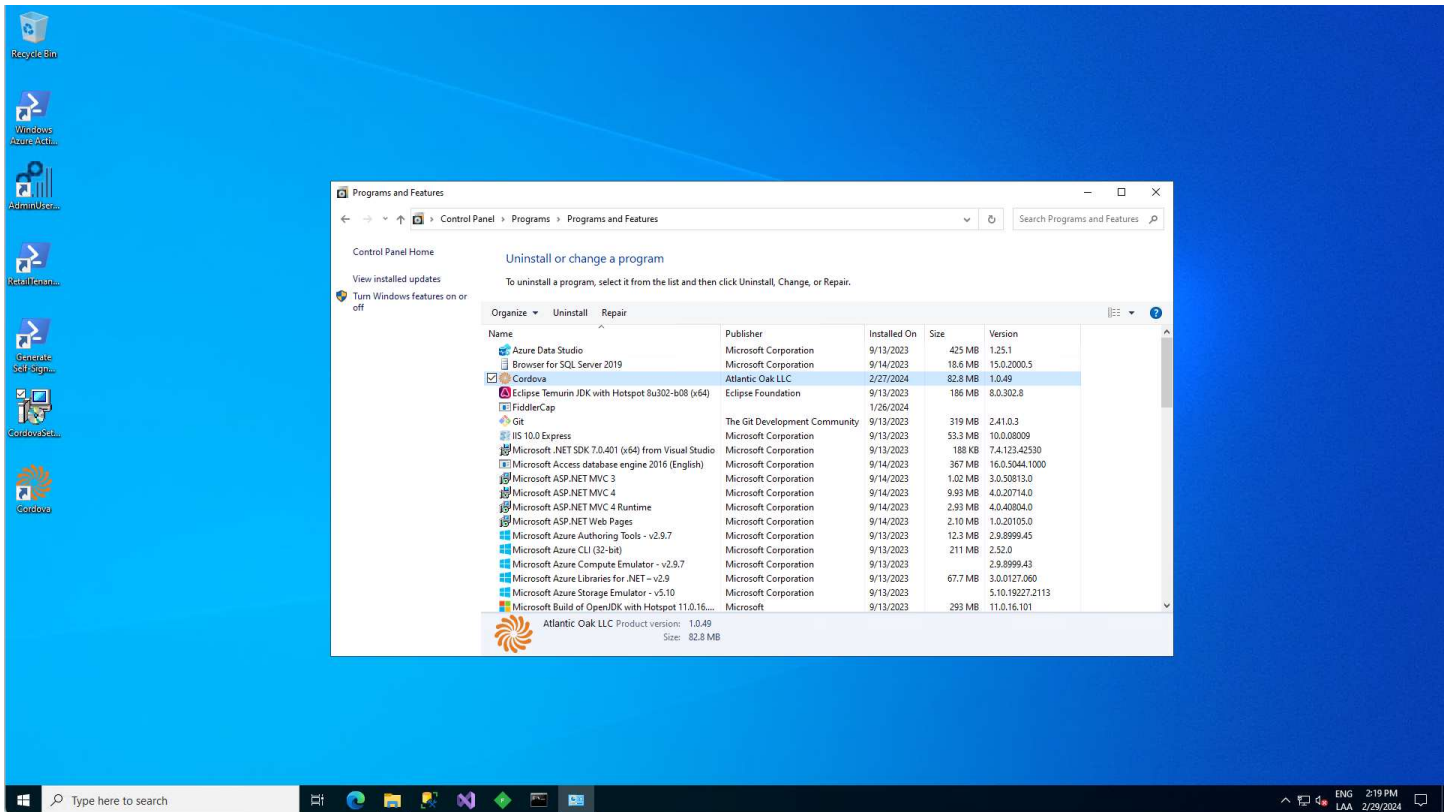 Recycle Bin
Windows
Azure Acti...
AdminUser...
RetailTenan...
Generate
Self-Sign...
CordovaSet...
Cordova
Programs and Features
Control Panel > Programs > Programs and Features
Search Programs and Features
Control Panel Home
View installed updates
Turn Windows features on or
off
Uninstall or change a program
To uninstall a program, select it from the list and then click Uninstall, Change, or Repair.
Organize Uninstall Repair
Name Publisher Installed On Size Version
Azure Data Studio Microsoft Corporation 9/13/2023 425 MB 1.25.1
Browser for SQL Server 2019 Microsoft Corporation 9/14/2023 18.6 MB 15.0.2000.5
Cordova Atlantic Oak LLC 2/27/2024 82.8 MB 1.0.49
Eclipse Temurin JDK with Hotspot 8u302-b08 (x64) Eclipse Foundation 9/13/2023 186 MB 8.0.302.8
FiddlerCap 1/26/2024
Git The Git Development Community 9/13/2023 319 MB 2.41.0.3
IIS 10.0 Express Microsoft Corporation 9/13/2023 53.3 MB 10.0.08009
Microsoft .NET SDK 7.0.401 (x64) from Visual Studio Microsoft Corporation 9/13/2023 188 KB 7.4.123.42530
Microsoft Access database engine 2016 (English) Microsoft Corporation 9/14/2023 367 MB 16.0.5044.1000
Microsoft ASP.NET MVC 3 Microsoft Corporation 9/14/2023 1.02 MB 3.0.50813.0
Microsoft ASP.NET MVC 4 Microsoft Corporation 9/14/2023 9.93 MB 4.0.20714.0
Microsoft ASP.NET MVC 4 Runtime Microsoft Corporation 9/14/2023 2.93 MB 4.0.40804.0
Microsoft ASP.NET Web Pages Microsoft Corporation 9/14/2023 2.10 MB 1.0.20105.0
Microsoft Azure Authoring Tools - v2.9.7 Microsoft Corporation 9/13/2023 12.3 MB 2.9.8999.45
Microsoft Azure CLI (32-bit) Microsoft Corporation 9/13/2023 211 MB 2.52.0
Microsoft Azure Compute Emulator - v2.9.7 Microsoft Corporation 9/13/2023 2.9.8999.43
Microsoft Azure Libraries for .NET – v2.9 Microsoft Corporation 9/13/2023 67.7 MB 3.0.0127.060
Microsoft Azure Storage Emulator - v5.10 Microsoft Corporation 9/13/2023 5.10.19227.2113
Microsoft Build of OpenJDK with Hotspot 11.0.16.... Microsoft 9/13/2023 293 MB 11.0.16.101
Atlantic Oak LLC Product version: 1.0.49
Size: 82.8 MB
Type here to search
ENG 2:19 PM
LAA 2/29/2024